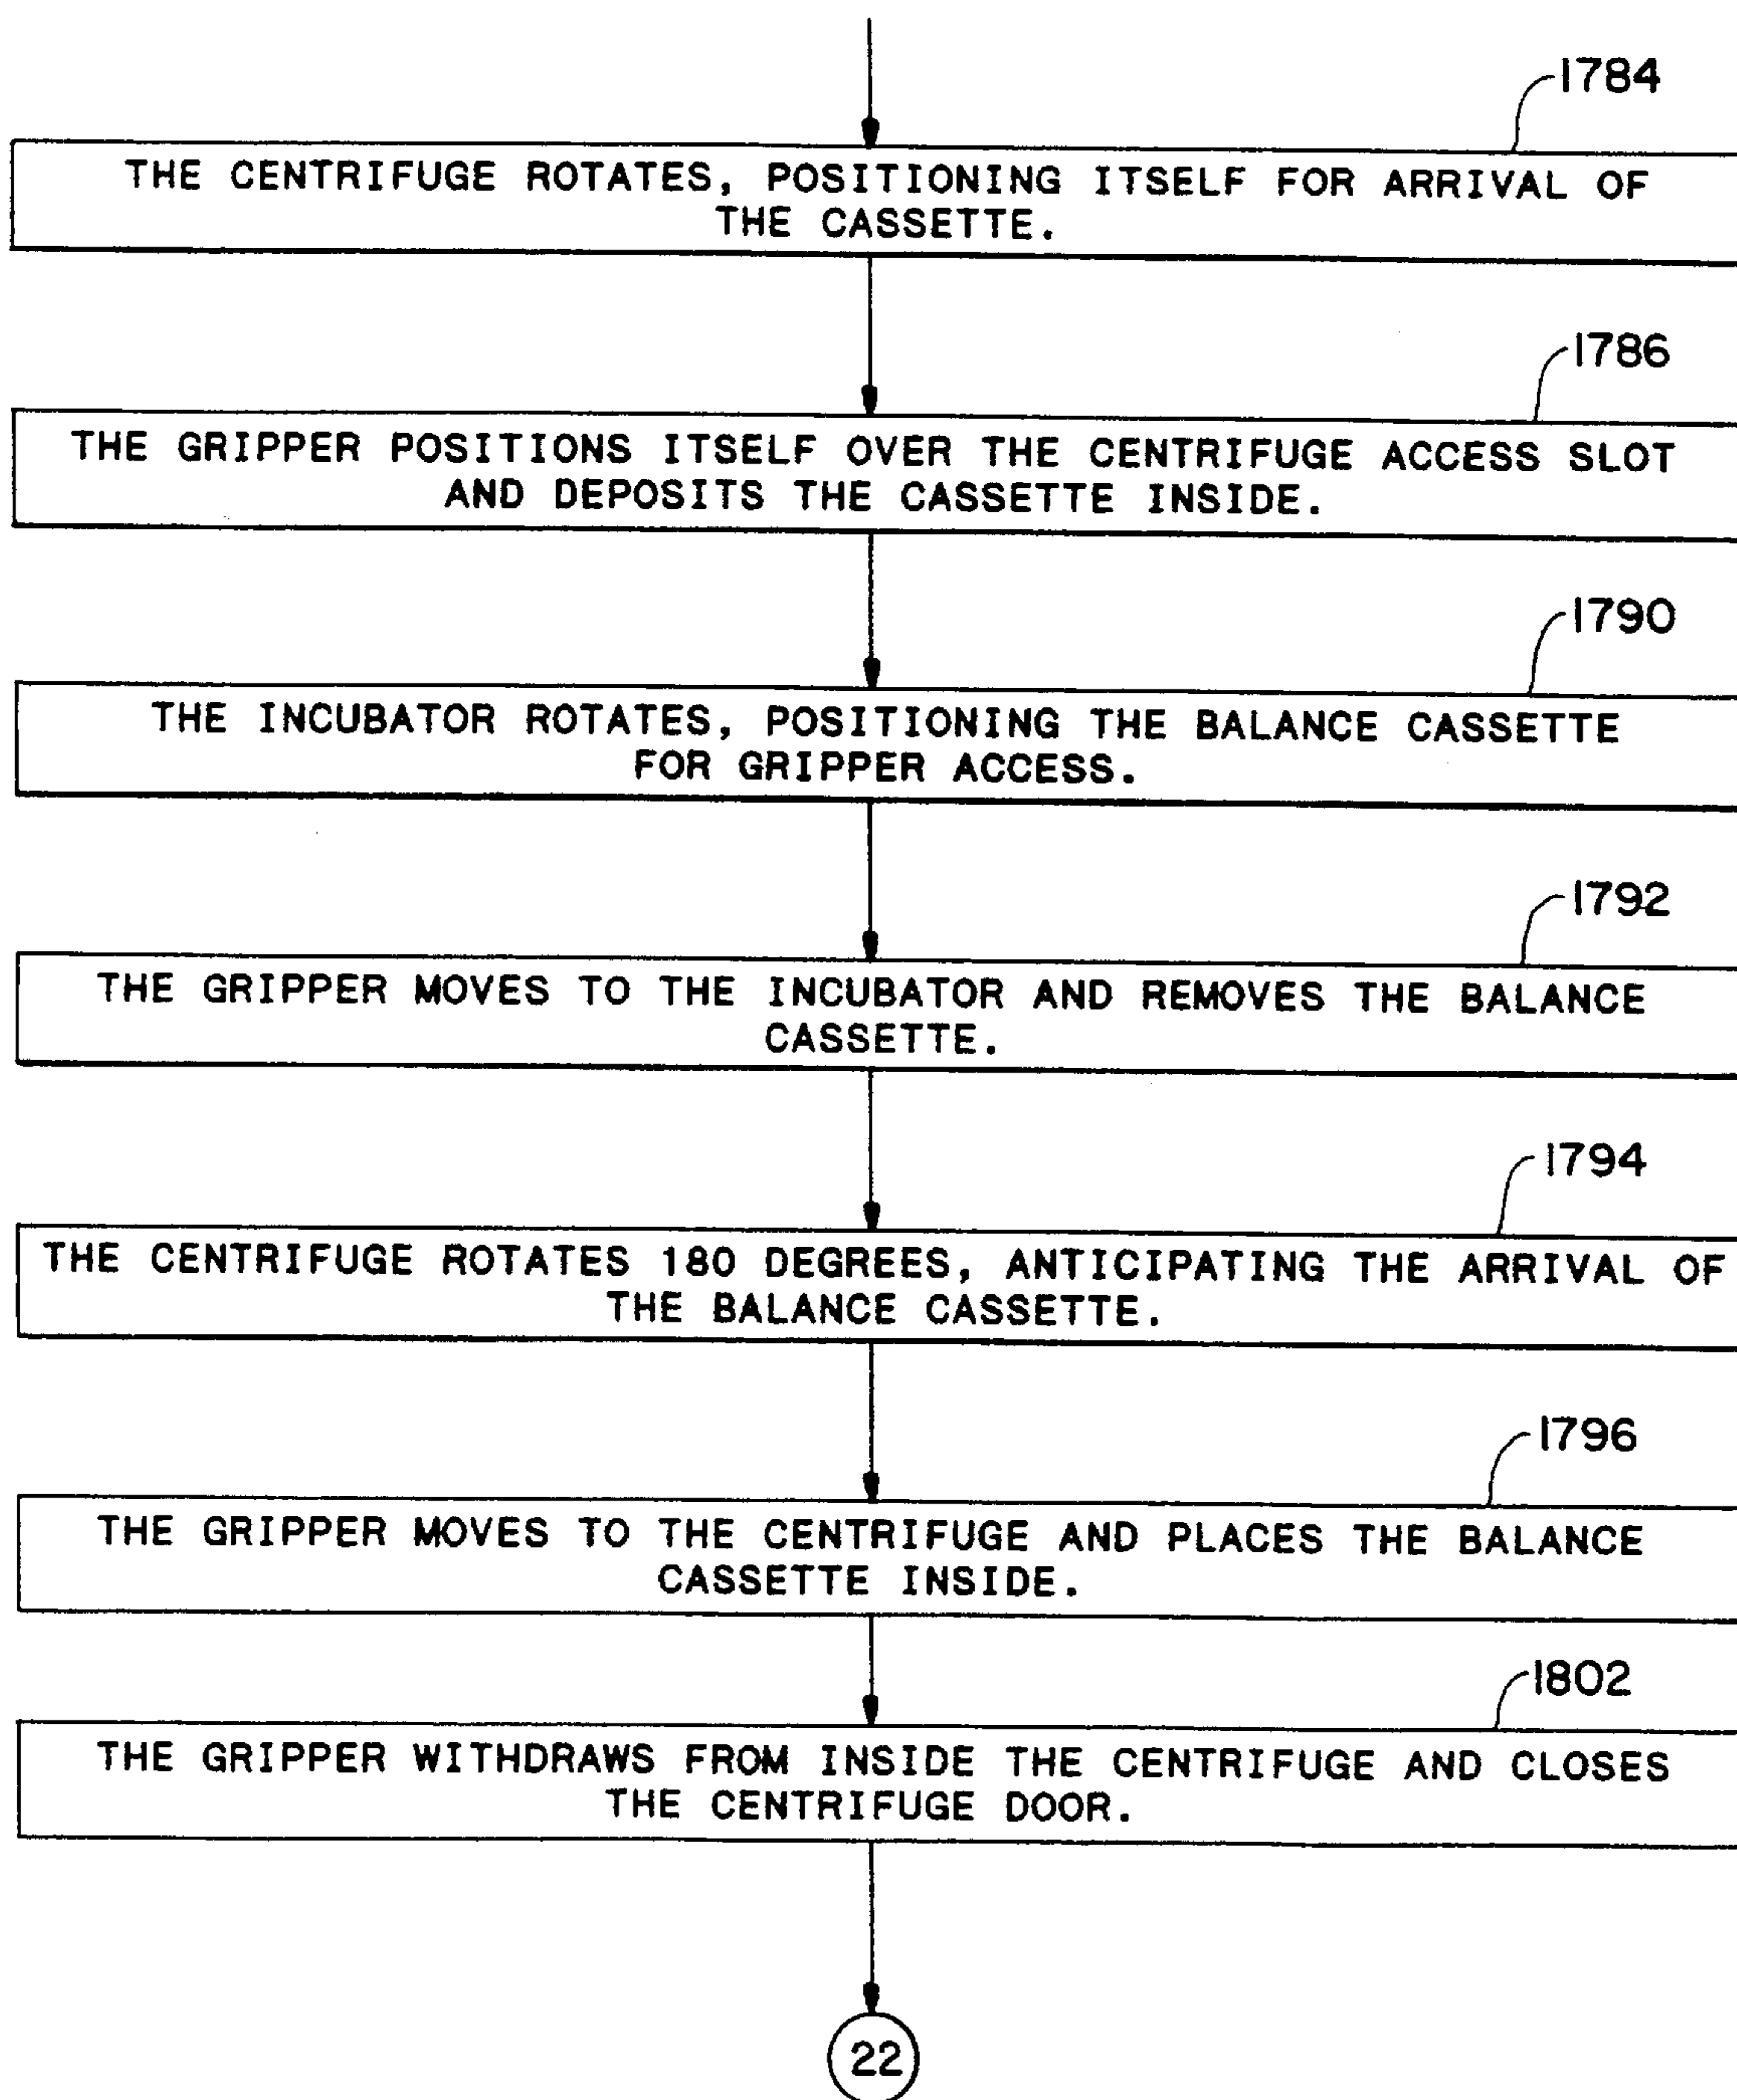 1784
THE CENTRIFUGE ROTATES, POSITIONING ITSELF FOR ARRIVAL OF
THE CASSETTE.
1786
THE GRIPPER POSITIONS ITSELF OVER THE CENTRIFUGE ACCESS SLOT
AND DEPOSITS THE CASSETTE INSIDE.
1790
THE INCUBATOR ROTATES, POSITIONING THE BALANCE CASSETTE
FOR GRIPPER ACCESS.
1792
THE GRIPPER MOVES TO THE INCUBATOR AND REMOVES THE BALANCE
CASSETTE.
1794
THE CENTRIFUGE ROTATES 180 DEGREES, ANTICIPATING THE ARRIVAL OF
THE BALANCE CASSETTE.
1796
THE GRIPPER MOVES TO THE CENTRIFUGE AND PLACES THE BALANCE
CASSETTE INSIDE.
1802
THE GRIPPER WITHDRAWS FROM INSIDE THE CENTRIFUGE AND CLOSES
THE CENTRIFUGE DOOR.
22